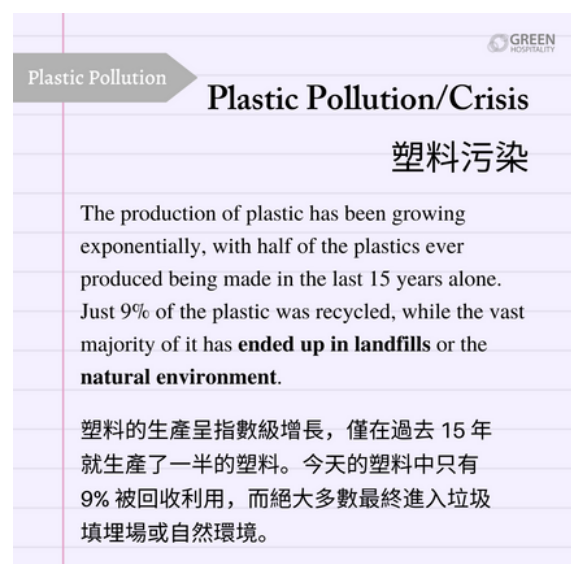 GREEN
HOSPITALITY
Plastic Pollution
Plastic Pollution/Crisis
塑料污染
The production of plastic has been growing
exponentially, with half of the plastics ever
produced being made in the last 15 years alone.
Just 9% of the plastic was recycled, while the vast
majority of it has ended up in landfills or the
natural environment.
塑料的生產呈指數級增長，僅在過去 15 年
就生產了一半的塑料。今天的塑料中只有
9% 被回收利用，而絕大多數最終進入垃圾
填埋場或自然環境。